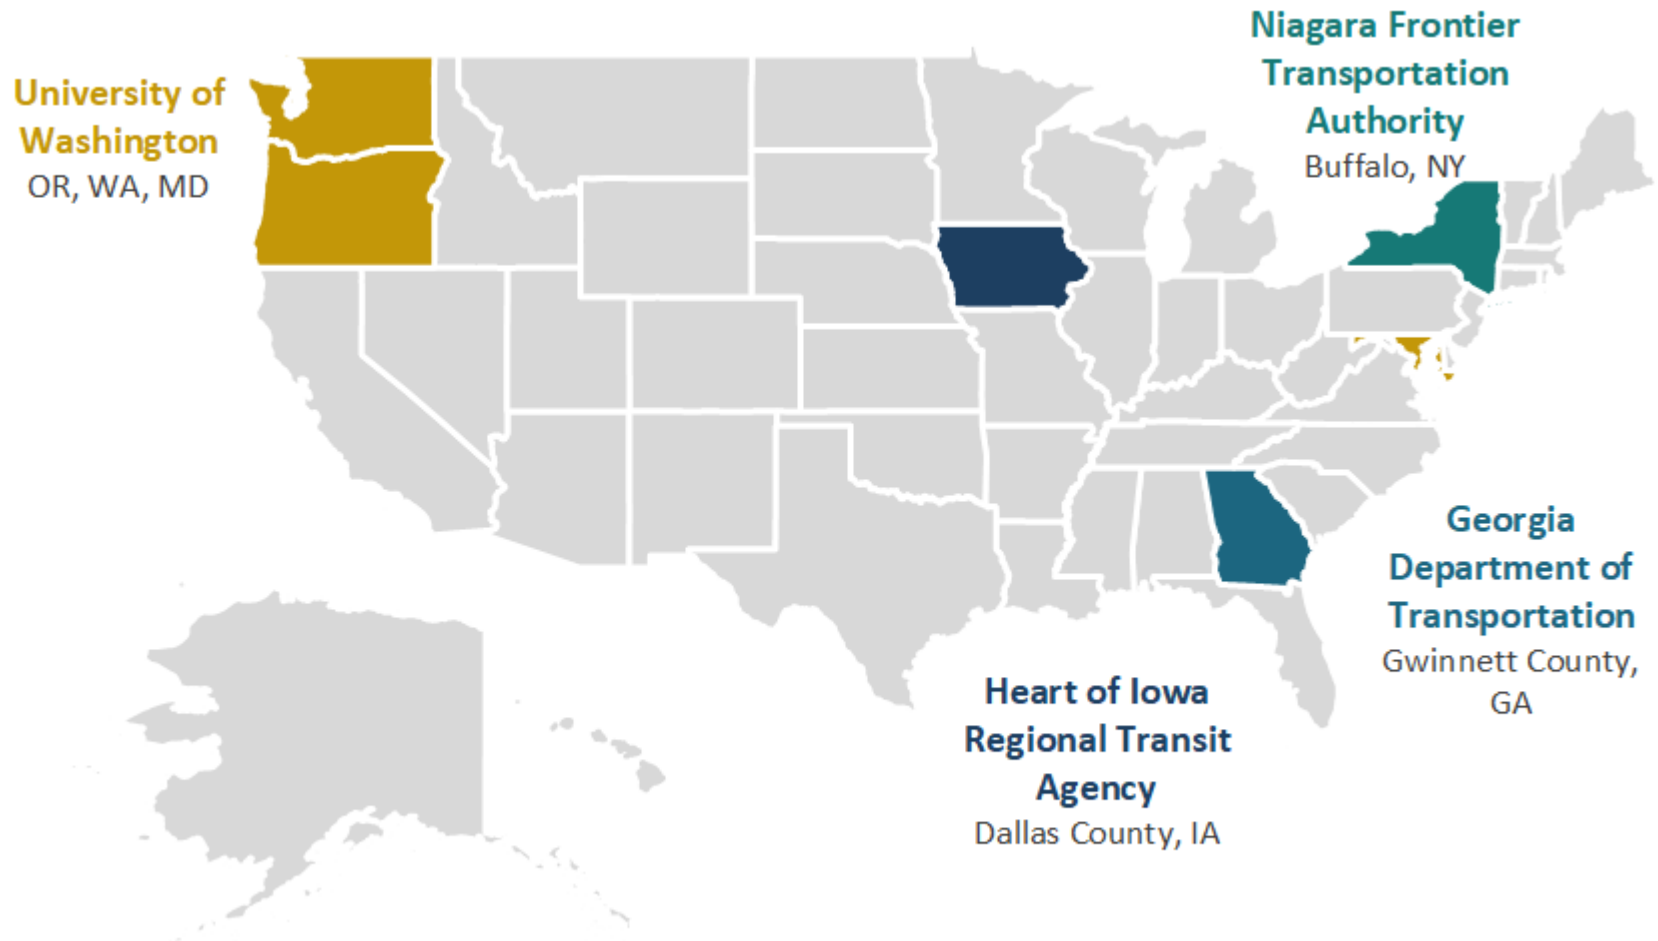 University of
Washington
OR, WA, MD
Niagara Frontier
Transportation
Authority
Buffalo, NY
Georgia
Department of
Transportation
Gwinnett County,
GA
Heart of Iowa
Regional Transit
Agency
Dallas County, IA